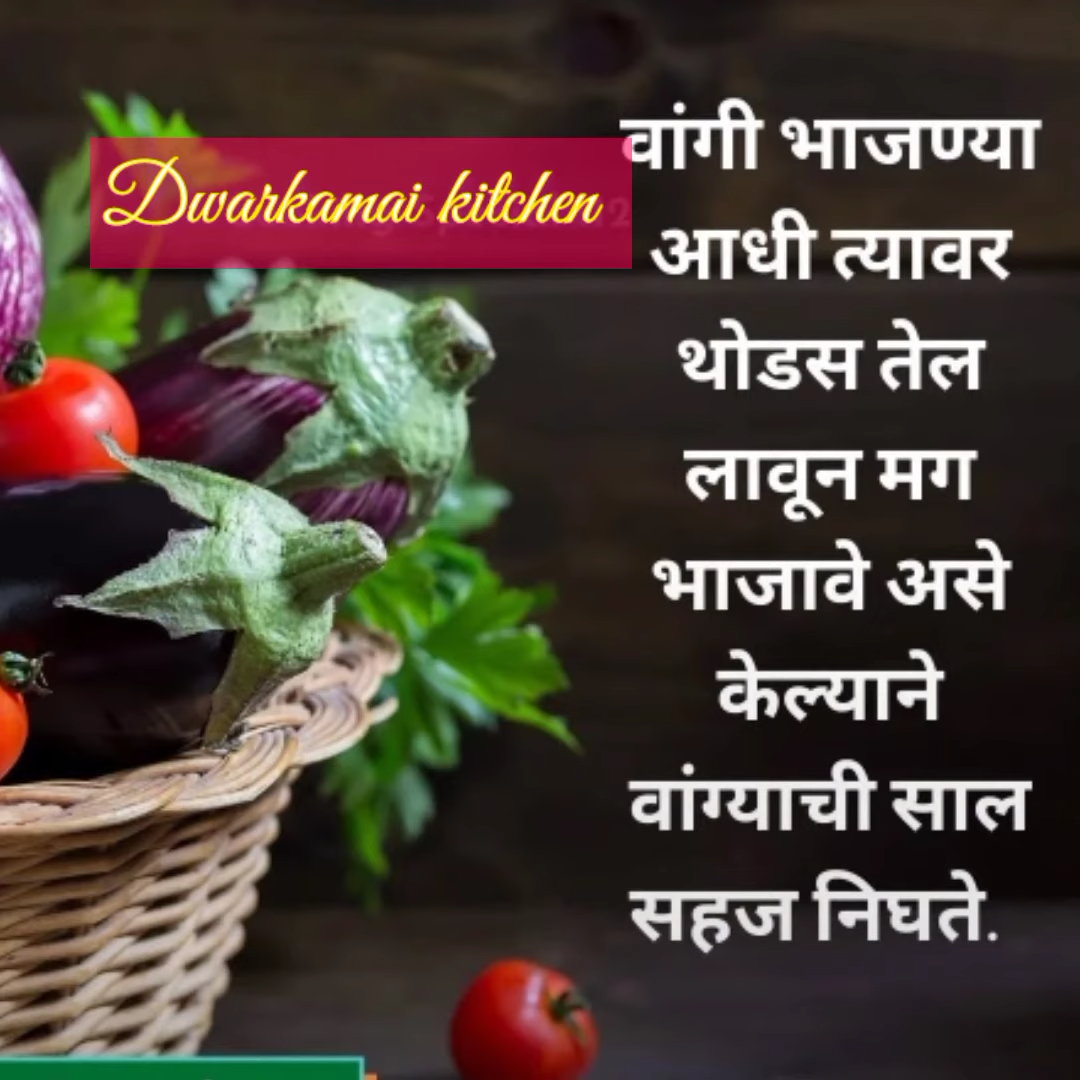 Dwarkamai kitchen
वांगी भाजण्या
आधी त्यावर
थोडस तेल
लावून मग
भाजावे असे
केल्याने
वांग्याची साल
सहज निघते.